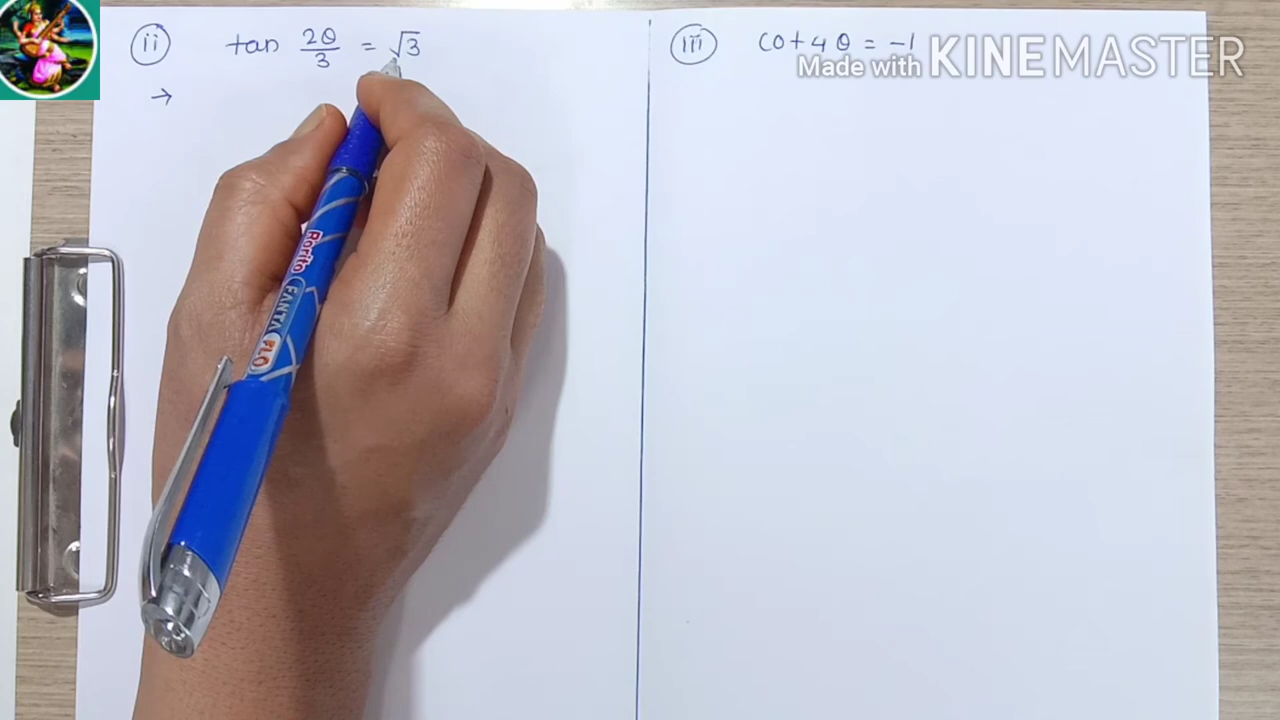 ii tan 2θ/3 = √3
→
iii cot 4θ = -1
Made with KINEMASTER
Rorito FANTA FLO